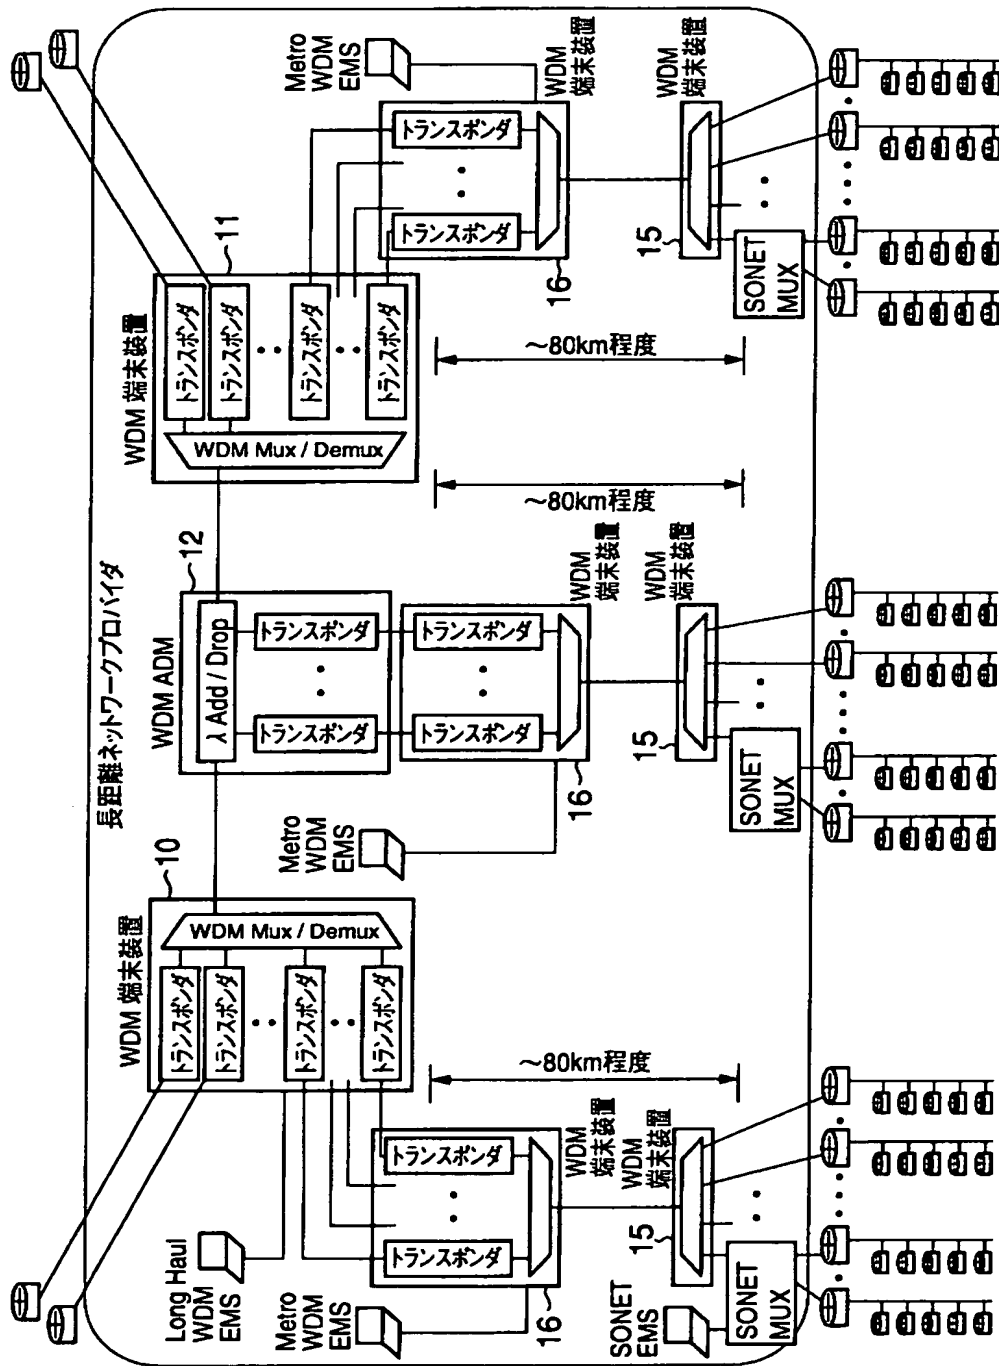 長距離ネットワークプロバイダ
Long Haul
WDM
EMS
WDM 端末装置
10
トランスポンダ
トランスポンダ
トランスポンダ
トランスポンダ
WDM Mux / Demux
WDM ADM
12
λ Add / Drop
トランスポンダ
トランスポンダ
WDM 端末装置
11
WDM Mux / Demux
トランスポンダ
トランスポンダ
トランスポンダ
トランスポンダ
Metro
WDM
EMS
トランスポンダ
トランスポンダ
16
WDM
端末装置
～80km程度
Metro
WDM
EMS
トランスポンダ
トランスポンダ
16
WDM
端末装置
～80km程度
～80km程度
トランスポンダ
トランスポンダ
16
Metro
WDM
EMS
WDM
端末装置
SONET
EMS
15
WDM
端末装置
SONET
MUX
15
WDM
端末装置
SONET
MUX
15
WDM
端末装置
SONET
MUX